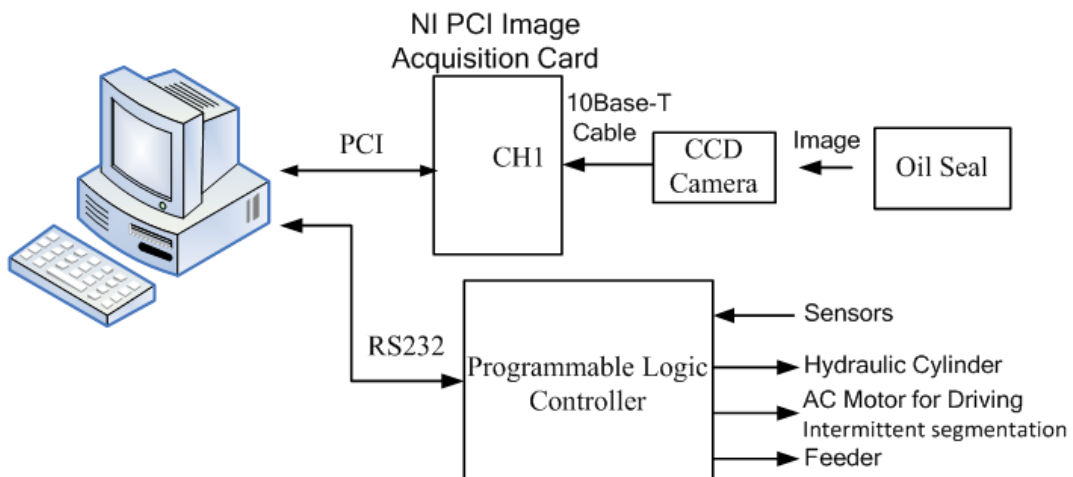 NI PCI Image
Acquisition Card
10Base-T
Cable
PCI
CH1
CCD
Camera
Image
Oil Seal
RS232
Programmable Logic
Controller
Sensors
Hydraulic Cylinder
AC Motor for Driving
Intermittent segmentation
Feeder